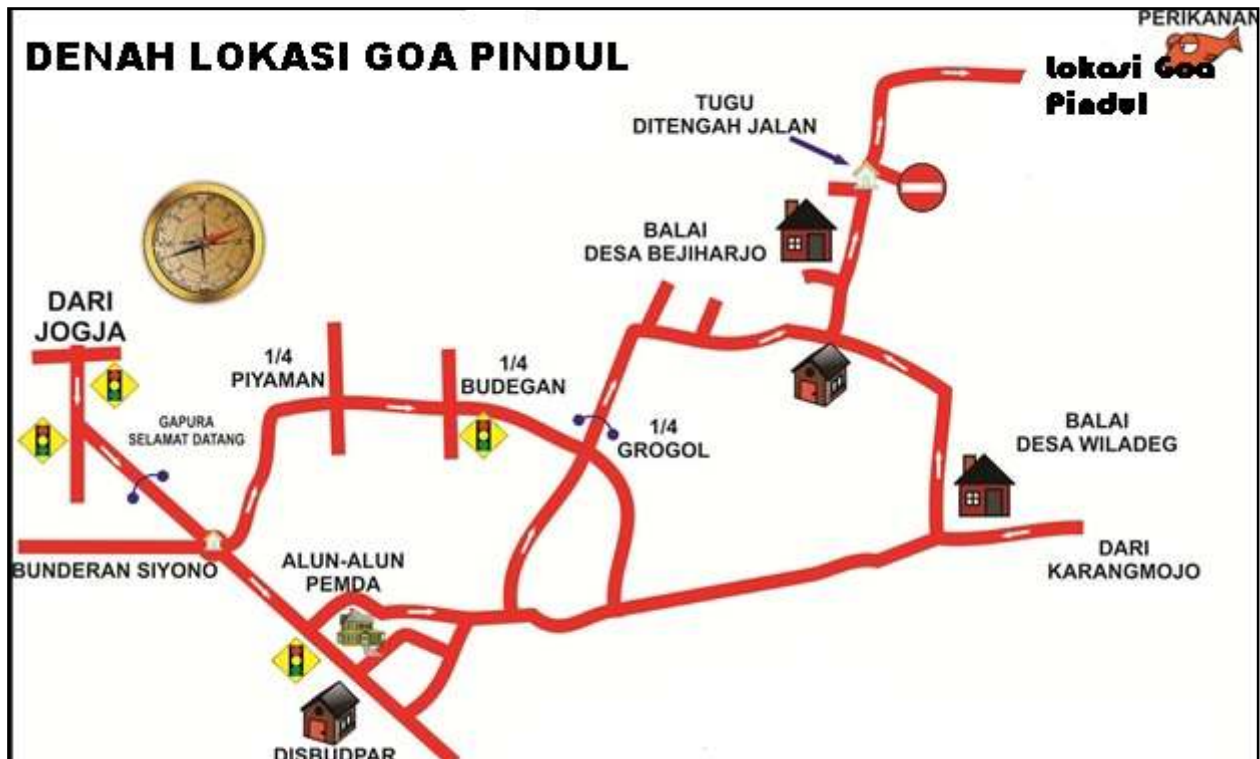 DENAH LOKASI GOA PINDUL
PERIKANAN
Lokasi Goa
Pindul
TUGU
DITENGAH JALAN
BALAI
DESA BEJIHARJO
DARI
JOGJA
1/4
PIYAMAN
1/4
BUDEGAN
GAPURA
SELAMAT DATANG
1/4
GROGOL
BALAI
DESA WILADEG
BUNDERAN SIYONO
ALUN-ALUN
PEMDA
DARI
KARANGMOJO
DISBUDPAR